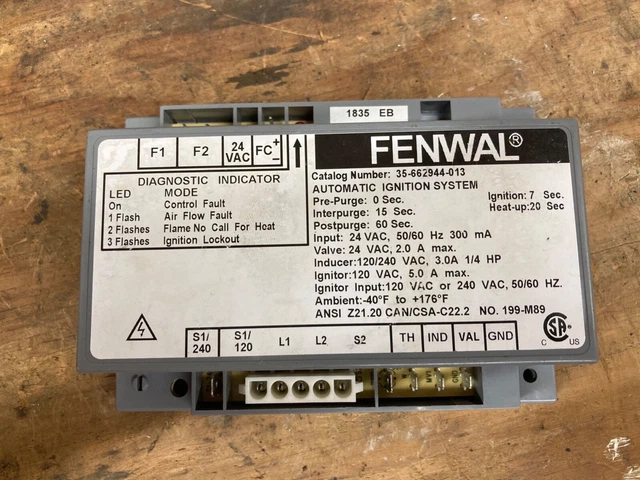 1835 EB
F1 F2 24 VAC FC + -
FENWAL®
Catalog Number: 35-662944-013
AUTOMATIC IGNITION SYSTEM
Pre-Purge: 0 Sec. Ignition: 7 Sec.
Interpurge: 15 Sec. Heat-up:20 Sec
Postpurge: 60 Sec.
Input: 24 VAC, 50/60 Hz 300 mA
Valve: 24 VAC, 2.0 A max.
Inducer:120/240 VAC, 3.0A 1/4 HP
Ignitor:120 VAC, 5.0 A max.
Ignitor Input:120 VAC or 240 VAC, 50/60 HZ.
Ambient:-40°F to +176°F
ANSI Z21.20 CAN/CSA-C22.2 NO. 199-M89
DIAGNOSTIC INDICATOR
LED MODE
On Control Fault
1 Flash Air Flow Fault
2 Flashes Flame No Call For Heat
3 Flashes Ignition Lockout
C SA US
S1/240 S1/120 L1 L2 S2 TH IND VAL GND